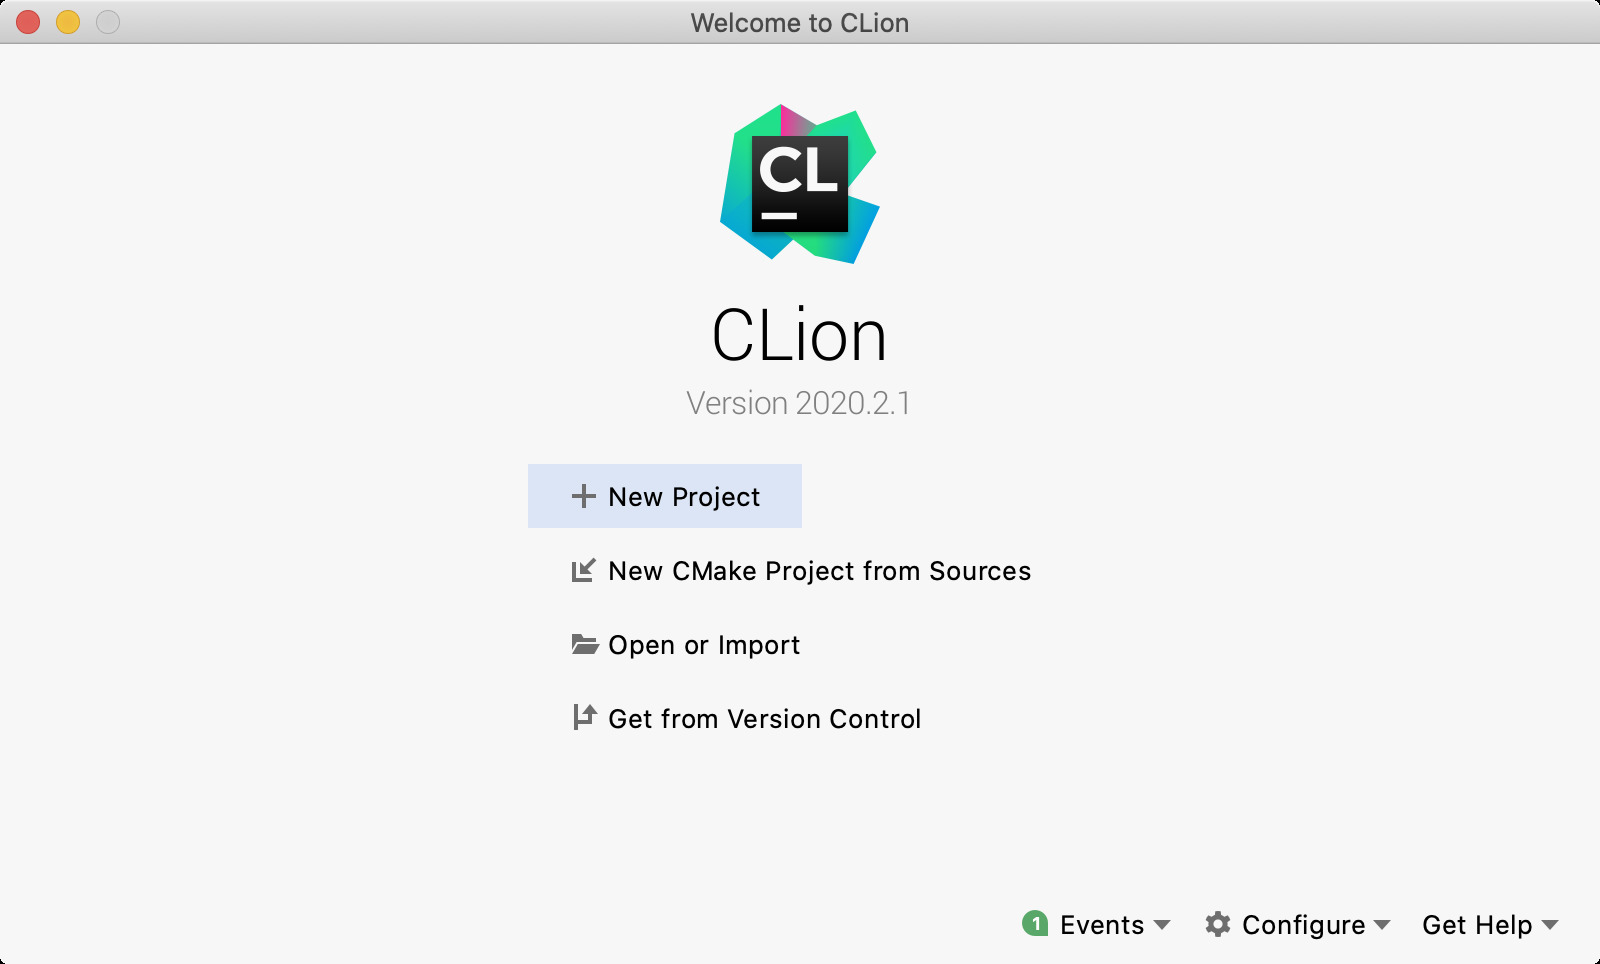 Welcome to CLion
CL
CLion
Version 2020.2.1
New Project
New CMake Project from Sources
Open or Import
Get from Version Control
1 Events Configure Get Help